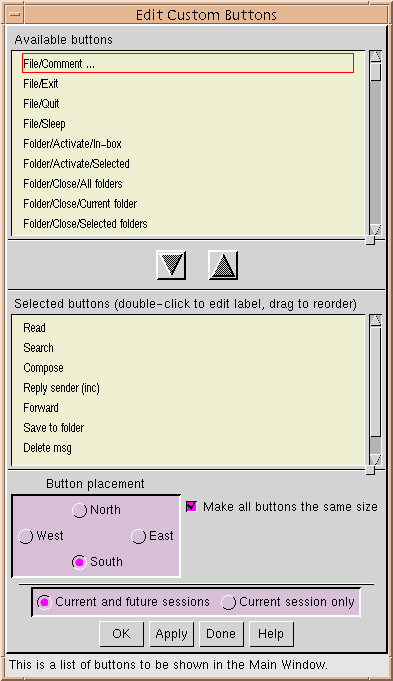 Edit Custom Buttons
Available buttons
File/Comment ...
File/Exit
File/Quit
File/Sleep
Folder/Activate/In-box
Folder/Activate/Selected
Folder/Close/All folders
Folder/Close/Current folder
Folder/Close/Selected folders
Selected buttons (double-click to edit label, drag to reorder)
Read
Search
Compose
Reply sender (inc)
Forward
Save to folder
Delete msg
Button placement
North
Make all buttons the same size
West East
South
Current and future sessions Current session only
OK Apply Done Help
This is a list of buttons to be shown in the Main Window.